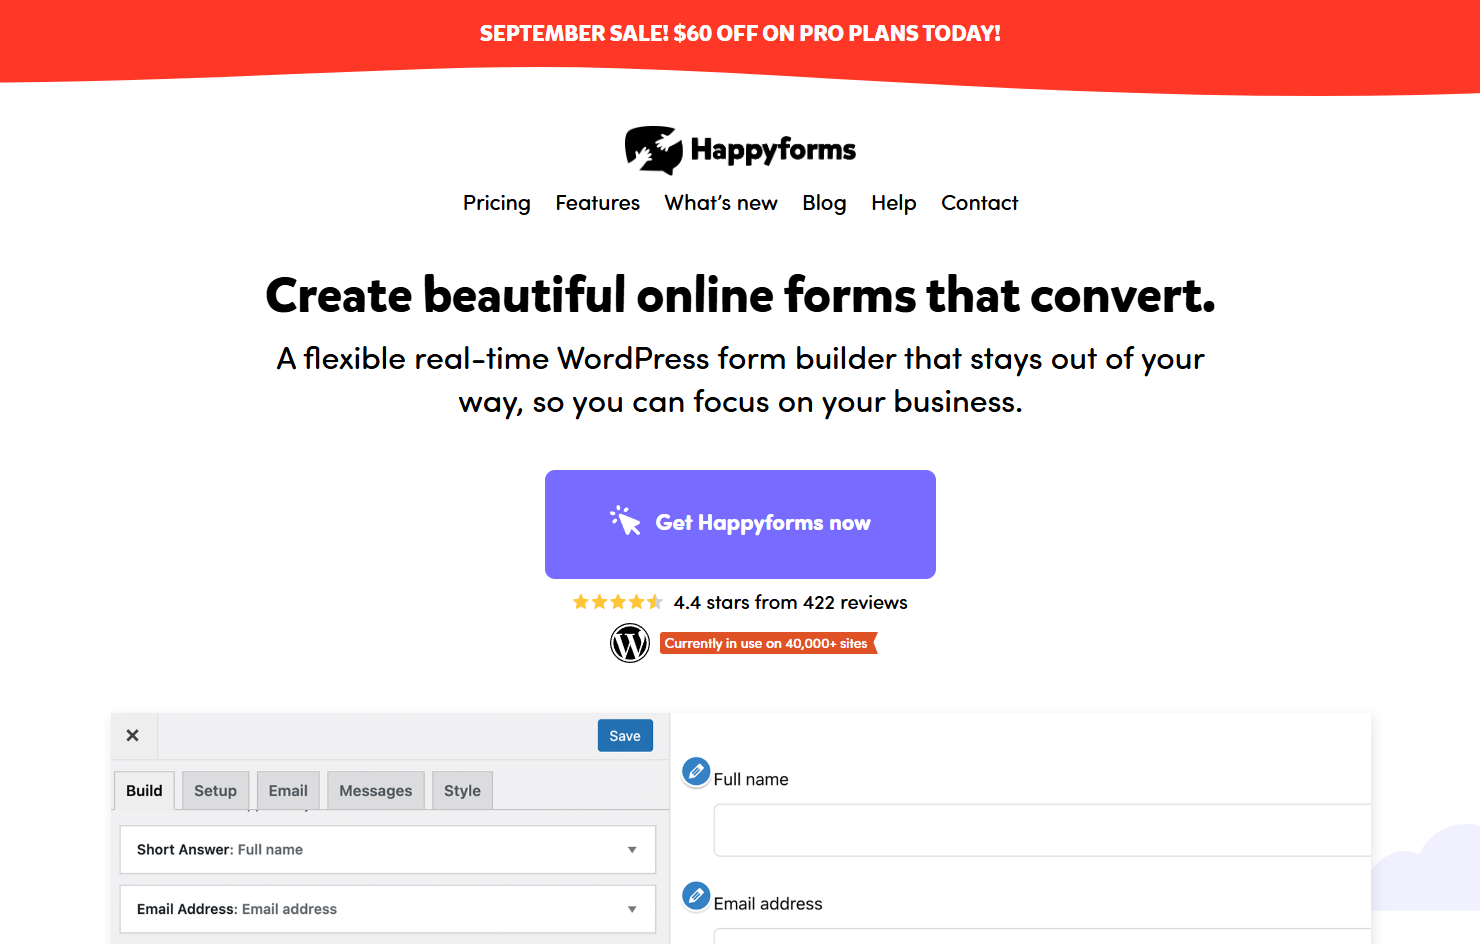 SEPTEMBER SALE! $60 OFF ON PRO PLANS TODAY!
Happyforms
Pricing Features What's new Blog Help Contact
Create beautiful online forms that convert.
A flexible real-time WordPress form builder that stays out of your
way, so you can focus on your business.
Get Happyforms now
4.4 stars from 422 reviews
Currently in use on 40,000+ sites
Save
Build Setup Email Messages Style
Short Answer: Full name
Email Address: Email address
Full name
Email address